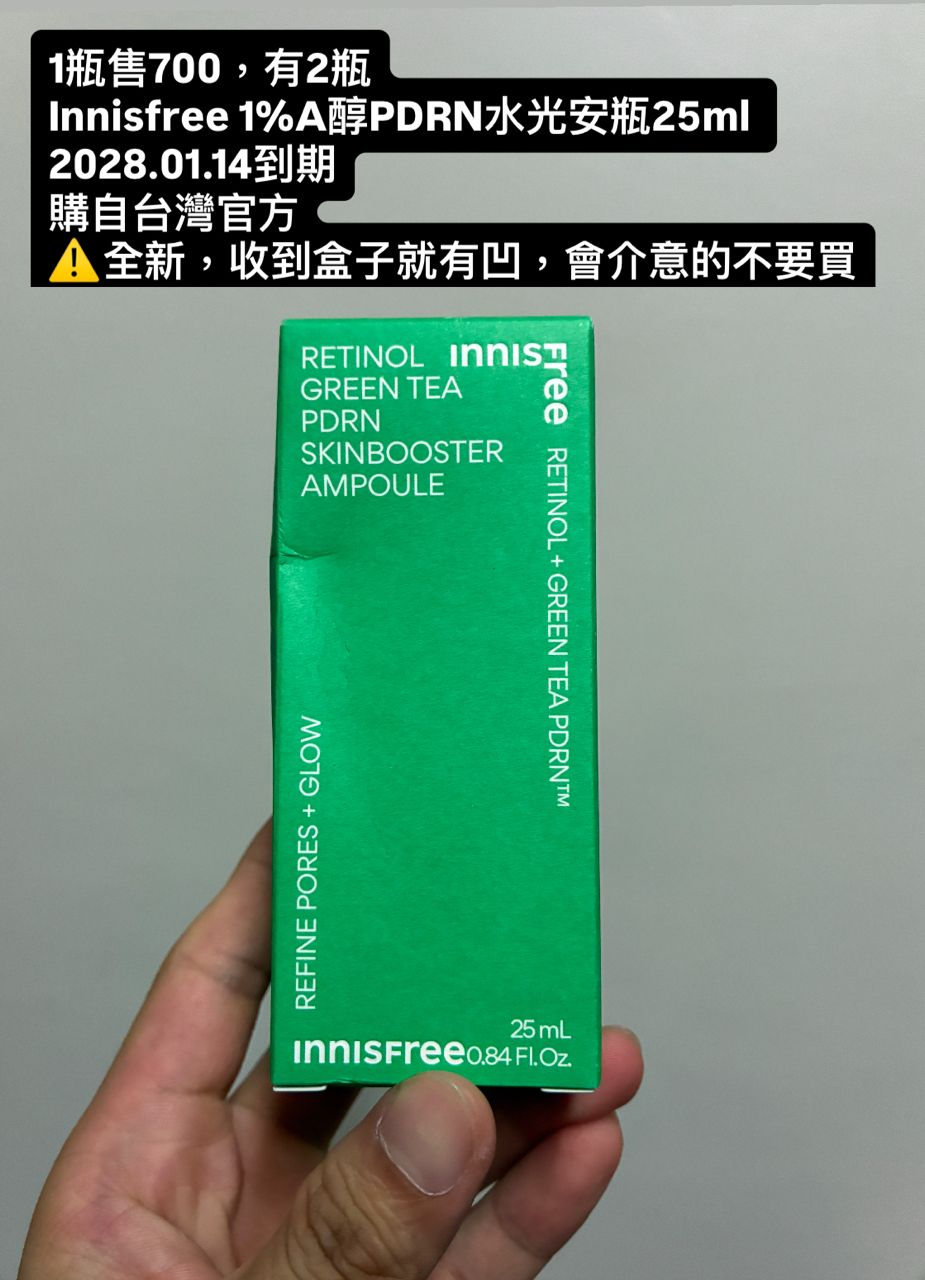 1瓶售700，有2瓶
Innisfree 1%A醇PDRN水光安瓶25ml
2028.01.14到期
購自台灣官方
⚠️全新，收到盒子就有凹，會介意的不要買
RETINOL
GREEN TEA
PDRN
SKINBOOSTER
AMPOULE
innisfree
RETINOL + GREEN TEA PDRN™
REFINE PORES + GLOW
25 mL
innisfree 0.84 Fl. Oz.